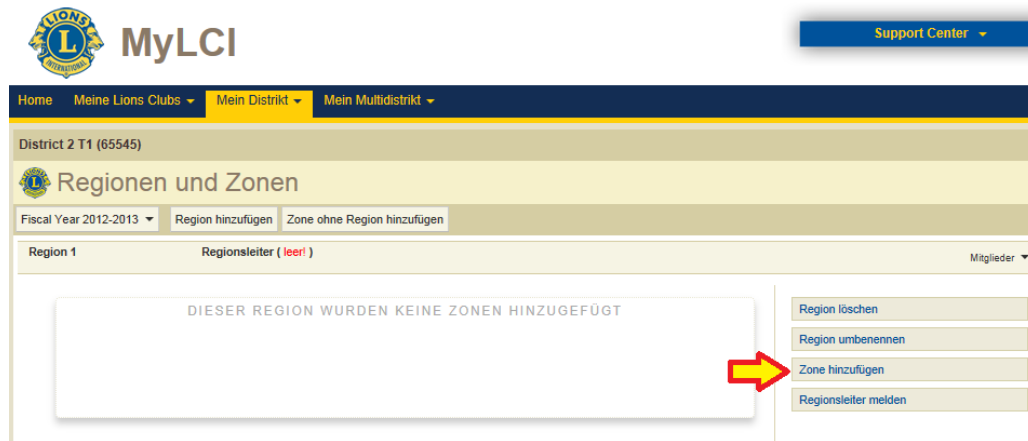 LIONS
L
INTERNATIONAL
MyLCI
Support Center
Home Meine Lions Clubs Mein Distrikt Mein Multidistrikt
District 2 T1 (65545)
Regionen und Zonen
Fiscal Year 2012-2013 Region hinzufügen Zone ohne Region hinzufügen
Region 1 Regionsleiter ( leer! )
Mitglieder
DIESER REGION WURDEN KEINE ZONEN HINZUGEFÜGT
Region löschen
Region umbenennen
Zone hinzufügen
Regionsleiter melden